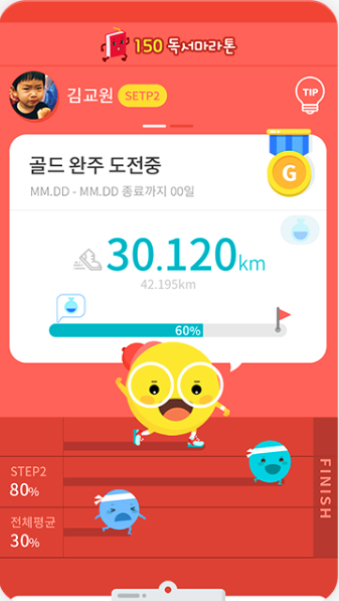 150 독서마라톤
김교원 SETP2
TIP
골드 완주 도전중
G
MM.DD - MM.DD 종료까지 00일
30.120km
42.195km
60%
STEP2
80%
전체평균
30%
FINISH